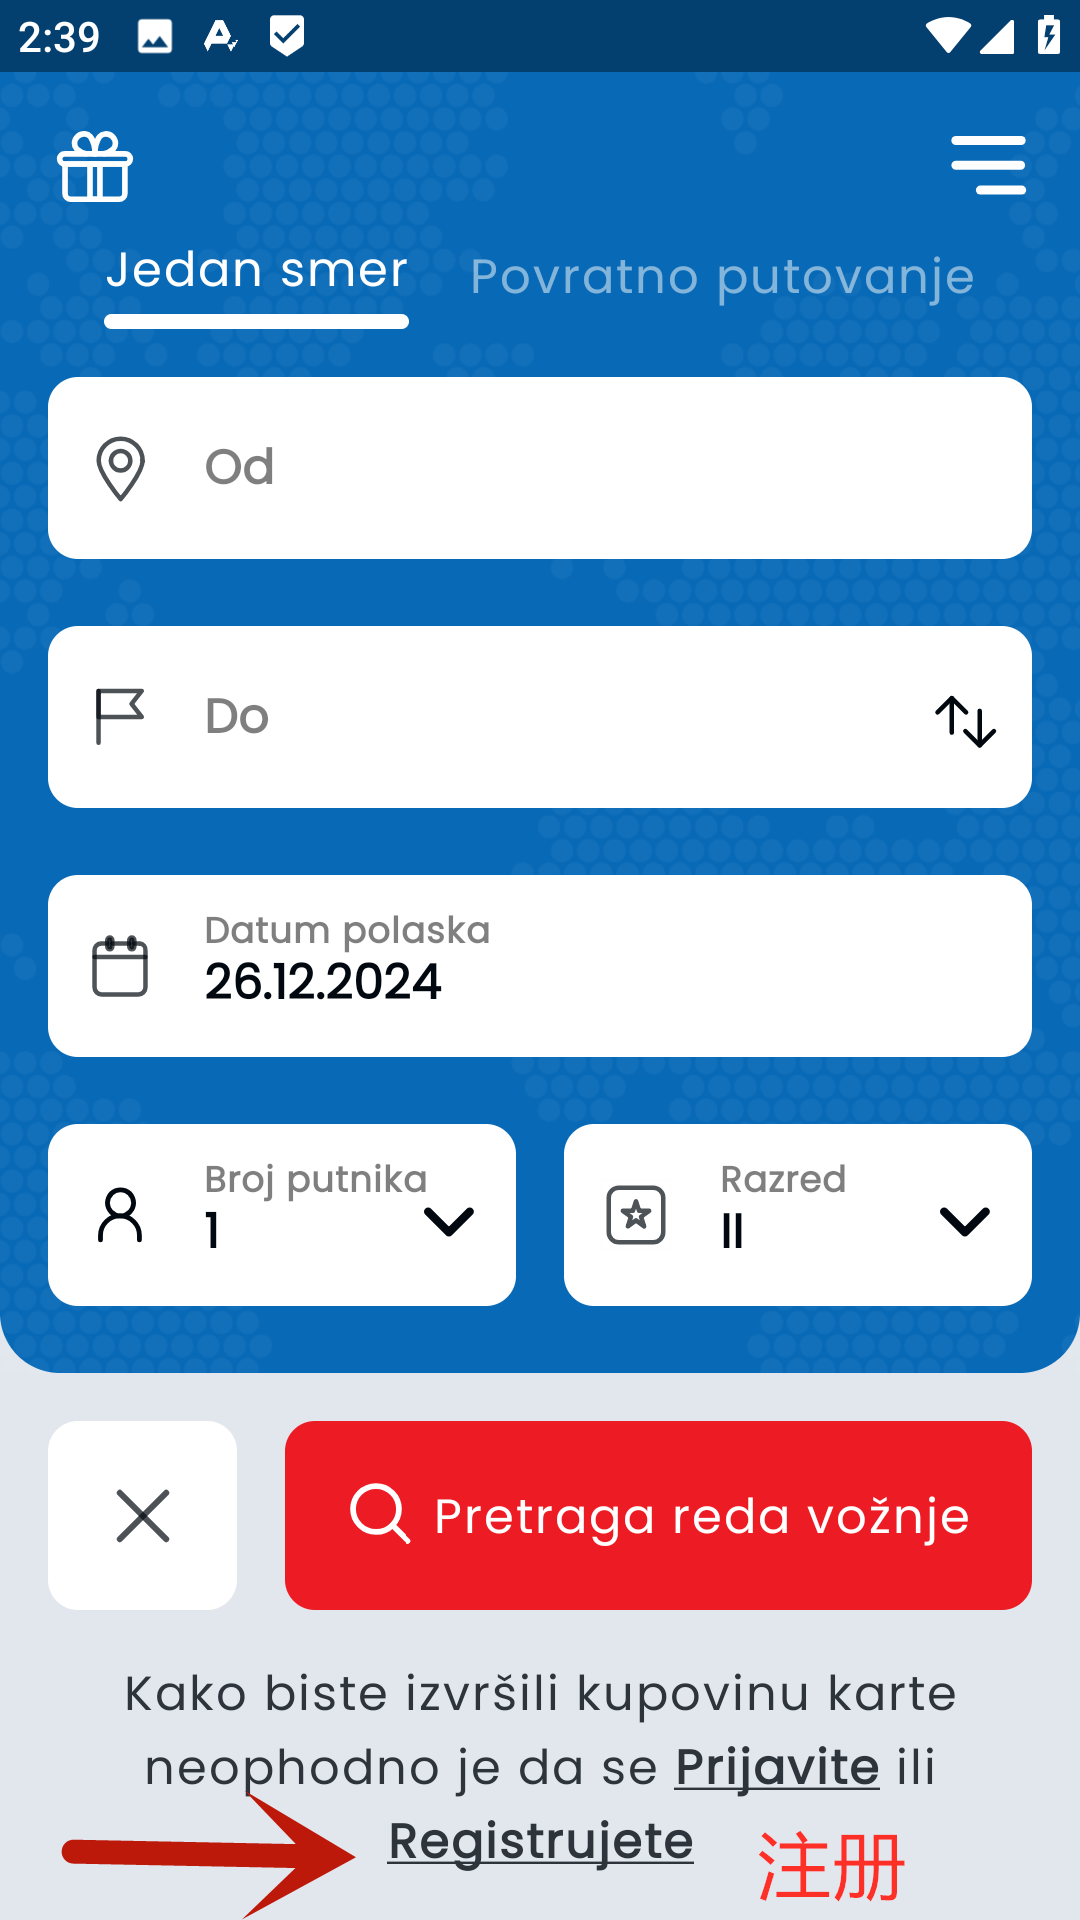 2:39
Jedan smer
Povratno putovanje
Od
Do
Datum polaska
26.12.2024
Broj putnika
1
Razred
II
Pretraga reda vožnje
Kako biste izvršili kupovinu karte
neophodno je da se Prijavite ili
Registrujete
注册